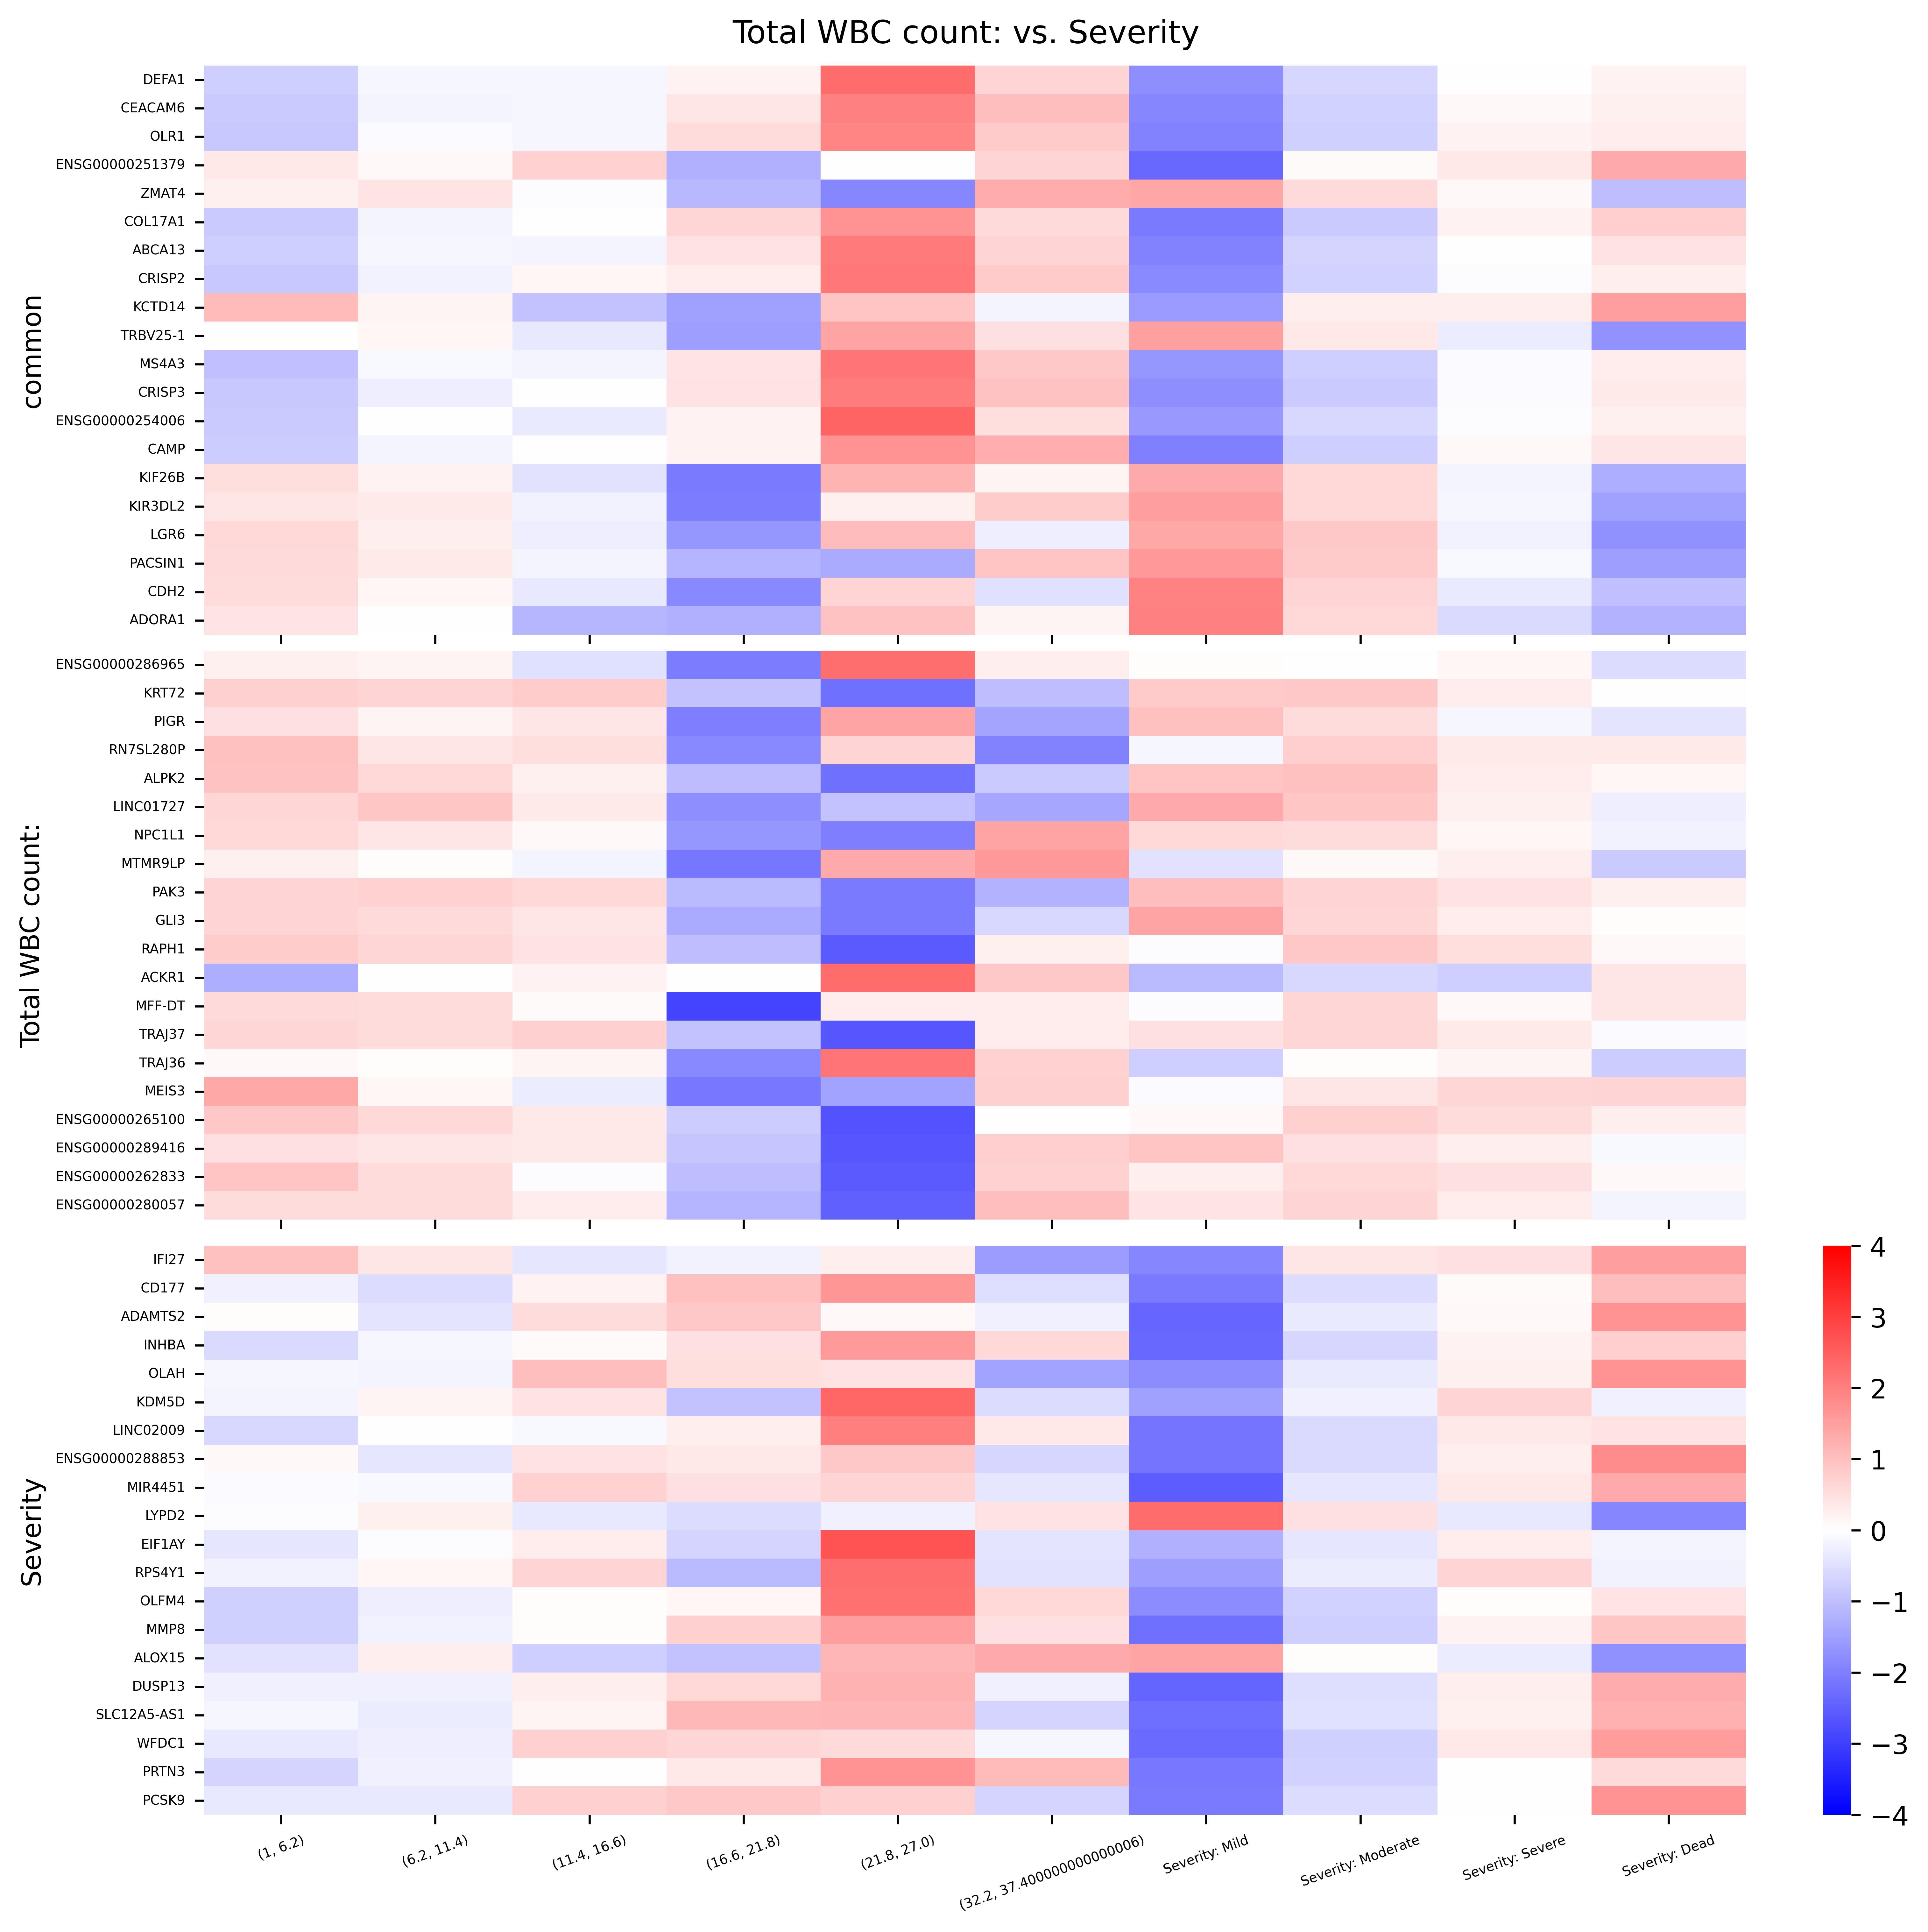 Total WBC count: vs. Severity
common
DEFA1
CEACAM6
OLR1
ENSG00000251379
ZMAT4
COL17A1
ABCA13
CRISP2
KCTD14
TRBV25-1
MS4A3
CRISP3
ENSG00000254006
CAMP
KIF26B
KIR3DL2
LGR6
PACSIN1
CDH2
ADORA1
Total WBC count:
ENSG00000286965
KRT72
PIGR
RN7SL280P
ALPK2
LINC01727
NPC1L1
MTMR9LP
PAK3
GLI3
RAPH1
ACKR1
MFF-DT
TRAJ37
TRAJ36
MEIS3
ENSG00000265100
ENSG00000289416
ENSG00000262833
ENSG00000280057
Severity
IFI27
CD177
ADAMTS2
INHBA
OLAH
KDM5D
LINC02009
ENSG00000288853
MIR4451
LYPD2
EIF1AY
RPS4Y1
OLFM4
MMP8
ALOX15
DUSP13
SLC12A5-AS1
WFDC1
PRTN3
PCSK9
4
3
2
1
0
−1
−2
−3
−4
(1, 6.2)
(6.2, 11.4)
(11.4, 16.6)
(16.6, 21.8)
(21.8, 27.0)
(32.2, 37.400000000000006)
Severity: Mild
Severity: Moderate
Severity: Severe
Severity: Dead